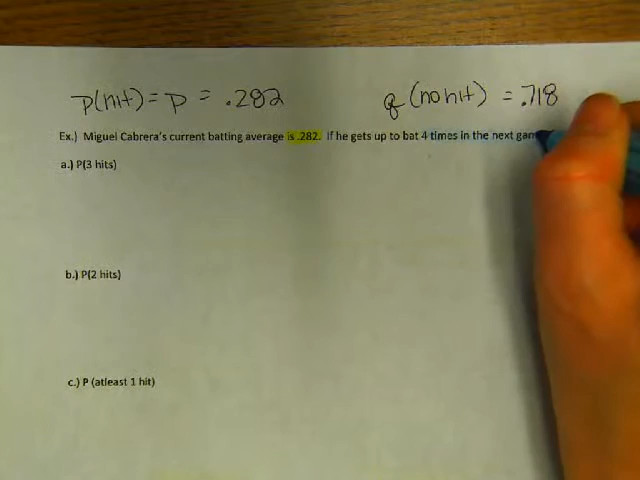 p(hit) = p = .282 q (no hit) = .718
Ex.) Miguel Cabrera's current batting average is .282. If he gets up to bat 4 times in the next
a.) P(3 hits)
b.) P(2 hits)
c.) P (atleast 1 hit)